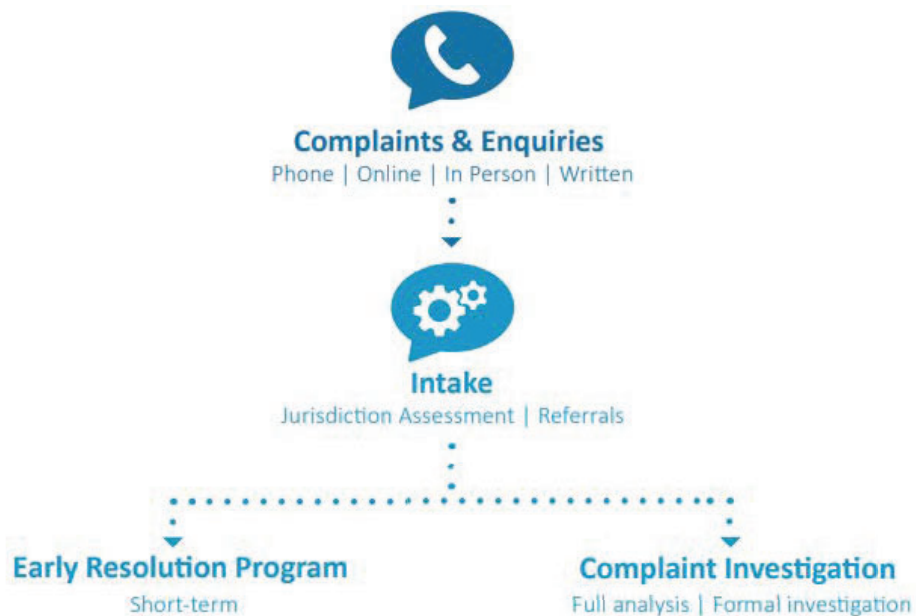 Complaints & Enquiries
Phone | Online | In Person | Written
Intake
Jurisdiction Assessment | Referrals
Early Resolution Program
Short-term
Complaint Investigation
Full analysis | Formal investigation